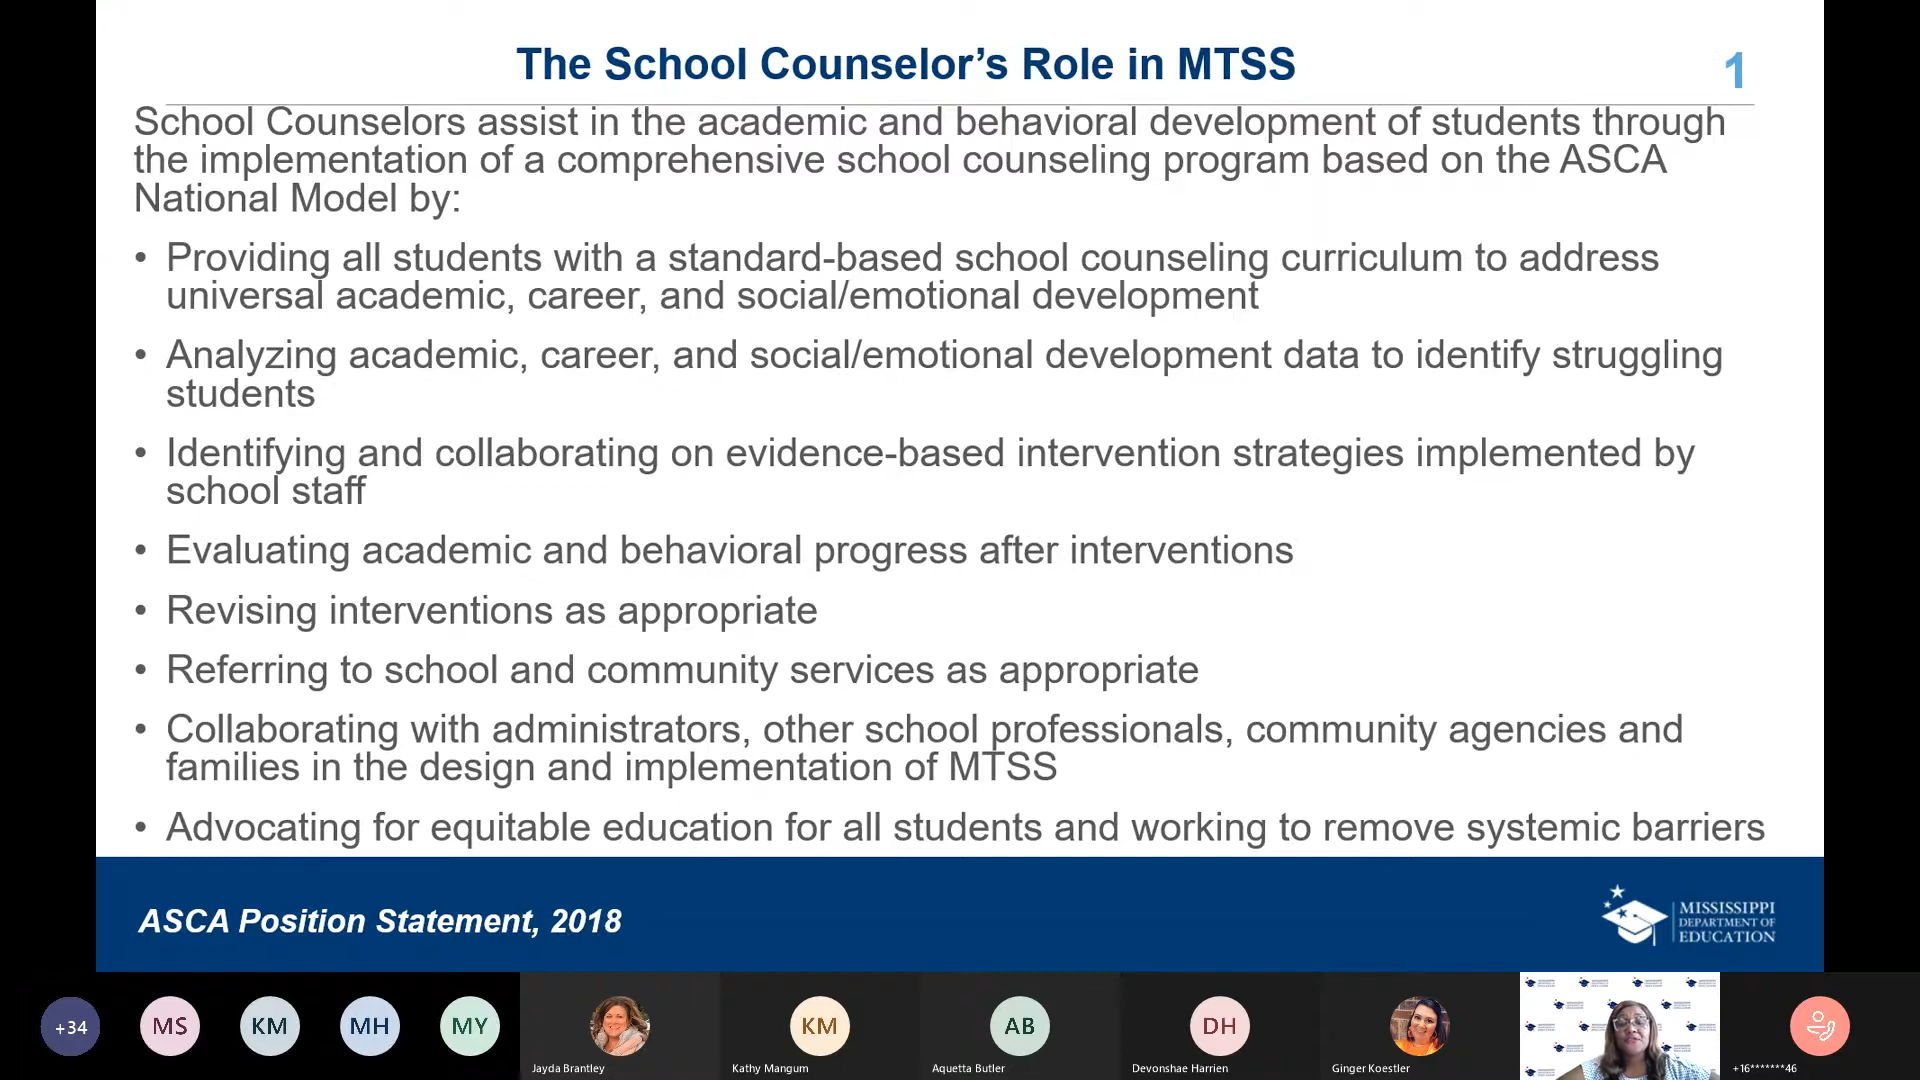 The School Counselor’s Role in MTSS
1
School Counselors assist in the academic and behavioral development of students through
the implementation of a comprehensive school counseling program based on the ASCA
National Model by:
• Providing all students with a standard-based school counseling curriculum to address
universal academic, career, and social/emotional development
• Analyzing academic, career, and social/emotional development data to identify struggling
students
• Identifying and collaborating on evidence-based intervention strategies implemented by
school staff
• Evaluating academic and behavioral progress after interventions
• Revising interventions as appropriate
• Referring to school and community services as appropriate
• Collaborating with administrators, other school professionals, community agencies and
families in the design and implementation of MTSS
• Advocating for equitable education for all students and working to remove systemic barriers
ASCA Position Statement, 2018
MISSISSIPPI
DEPARTMENT OF
EDUCATION
+34
MS
KM
MH
MY
KM
AB
DH
Jayda Brantley
Kathy Mangum
Aquetta Butler
Devonshae Harrien
Ginger Koestler
+16*******46